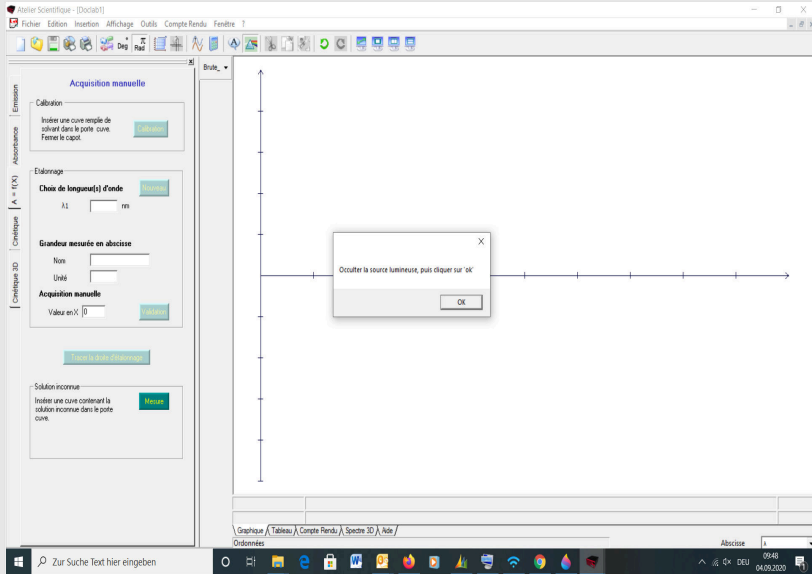 Atelier Scientifique - [Doclab1]
Fichier Edition Insertion Affichage Outils Compte Rendu Fenêtre ?
Deg
π
Rad
Brute_
Emission
Absorbance
A = f(X)
Cinétique
Cinétique 3D
Acquisition manuelle
Calibration
Insérer une cuve remplie de
solvant dans le porte cuve.
Fermer le capot.
Calibration
Etalonnage
Choix de longueur(s) d'onde
Nouveau
λ1
nm
Grandeur mesurée en abscisse
Nom
Unité
Acquisition manuelle
Valeur en X 0
Validation
Tracer la droite d'étalonnage
Solution inconnue
Insérer une cuve contenant la
solution inconnue dans le porte
cuve.
Mesure
X
Occulter la source lumineuse, puis cliquer sur 'ok'
OK
Graphique Tableau Compte Rendu Spectre 3D Aide
Ordonnées
Abscisse
Zur Suche Text hier eingeben
DEU
09:48
04.09.2020